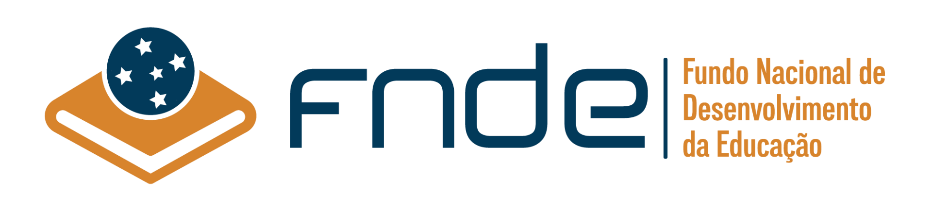 fnde
Fundo Nacional de
Desenvolvimento
da Educação